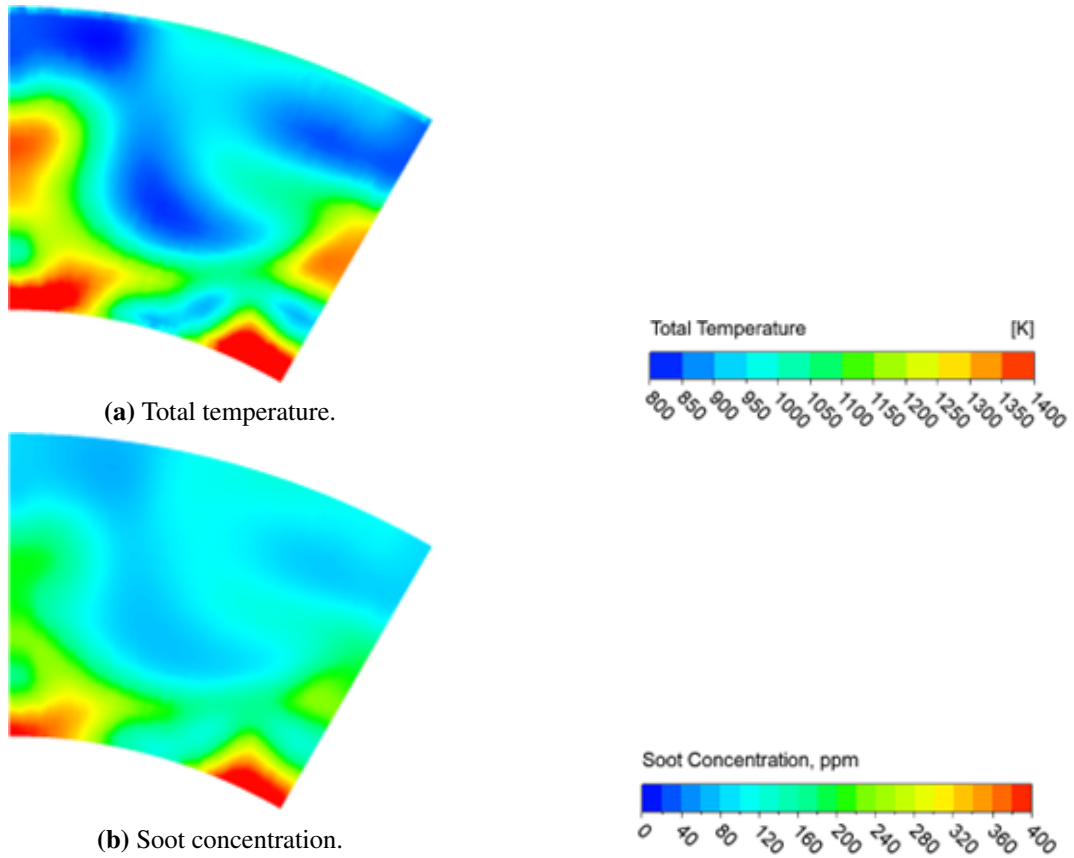 Total Temperature [K]
800 850 900 950 1000 1050 1100 1150 1200 1250 1300 1350 1400
(a) Total temperature.
Soot Concentration, ppm
0 40 80 120 160 200 240 280 320 360 400
(b) Soot concentration.